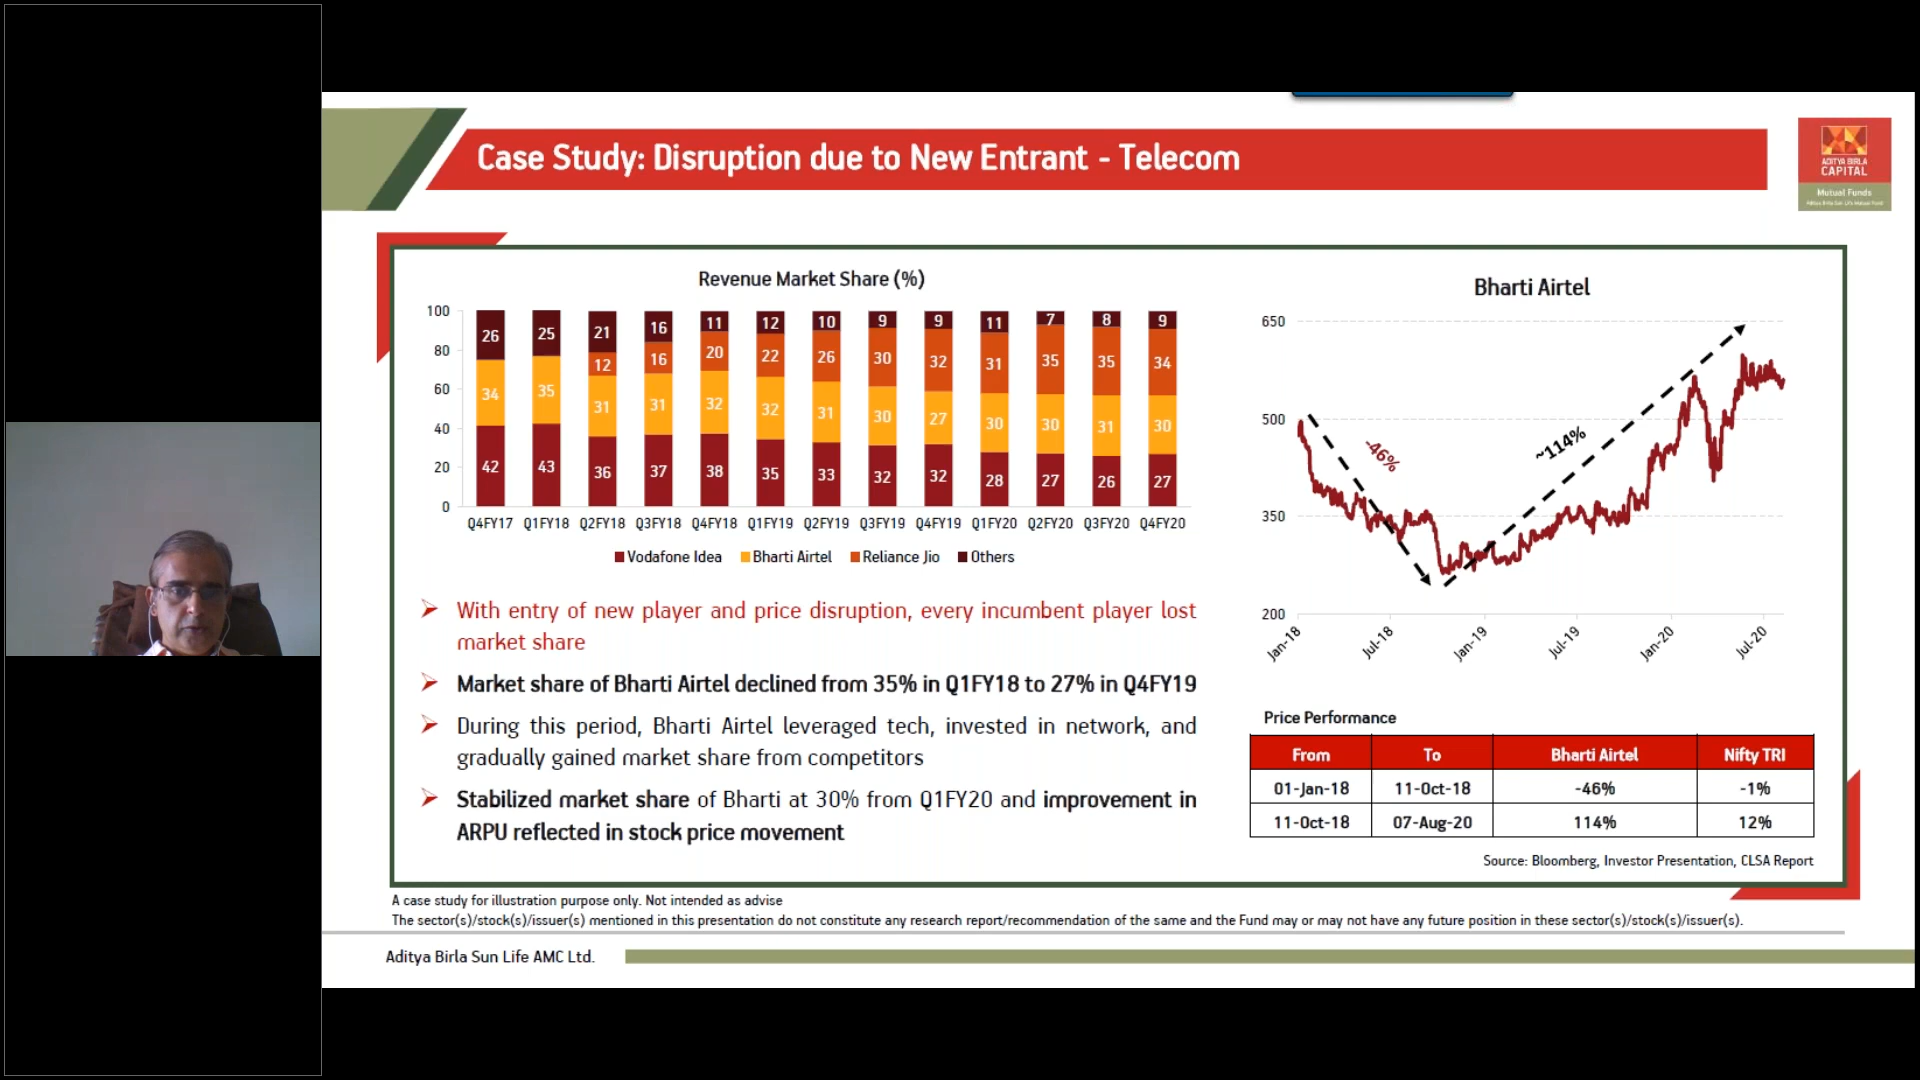 Case Study: Disruption due to New Entrant - Telecom
ADITYA BIRLA
CAPITAL
Mutual Funds
Aditya Birla Sun Life Mutual Fund
Revenue Market Share (%)
100
80
60
40
20
0
26 25 21 16 11 12 10 9 9 11 7 8 9
12 16 20 22 26 30 32 31 35 35 34
34 35 31 31 32 32 31 30 27 30 30 31 30
42 43 36 37 38 35 33 32 32 28 27 26 27
Q4FY17 Q1FY18 Q2FY18 Q3FY18 Q4FY18 Q1FY19 Q2FY19 Q3FY19 Q4FY19 Q1FY20 Q2FY20 Q3FY20 Q4FY20
Vodafone Idea Bharti Airtel Reliance Jio Others
With entry of new player and price disruption, every incumbent player lost
market share
Market share of Bharti Airtel declined from 35% in Q1FY18 to 27% in Q4FY19
During this period, Bharti Airtel leveraged tech, invested in network, and
gradually gained market share from competitors
Stabilized market share of Bharti at 30% from Q1FY20 and improvement in
ARPU reflected in stock price movement
Bharti Airtel
650
500
350
200
-46%
~114%
Jan-18 Jul-18 Jan-19 Jul-19 Jan-20 Jul-20
Price Performance
From To Bharti Airtel Nifty TRI
01-Jan-18 11-Oct-18 -46% -1%
11-Oct-18 07-Aug-20 114% 12%
Source: Bloomberg, Investor Presentation, CLSA Report
A case study for illustration purpose only. Not intended as advise
The sector(s)/stock(s)/issuer(s) mentioned in this presentation do not constitute any research report/recommendation of the same and the Fund may or may not have any future position in these sector(s)/stock(s)/issuer(s).
Aditya Birla Sun Life AMC Ltd.